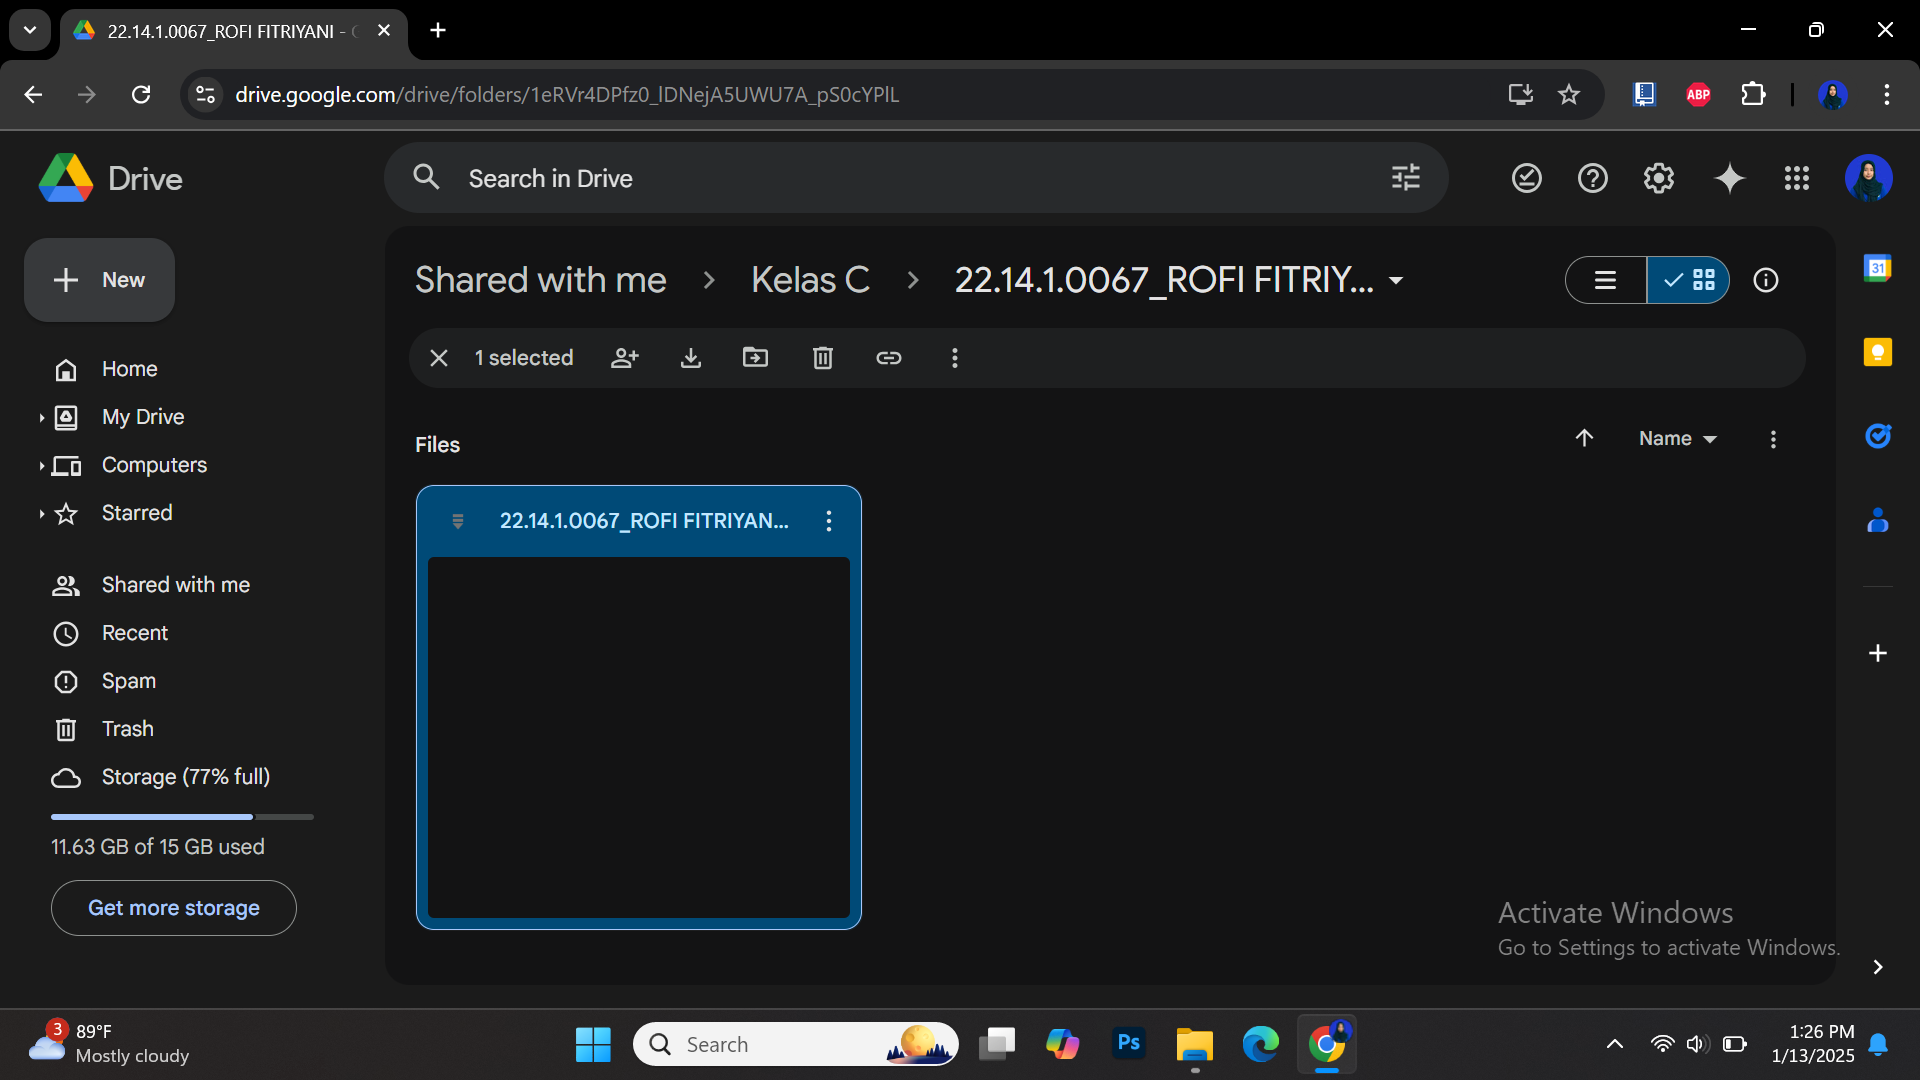 22.14.1.0067_ROFI FITRIYANI -
drive.google.com/drive/folders/1eRVr4DPfz0_lDNejA5UWU7A_pS0cYPlL
ABP
Drive
Search in Drive
New
Shared with me
Kelas C
22.14.1.0067_ROFI FITRIY...
31
1 selected
Home
My Drive
Computers
Starred
Shared with me
Recent
Spam
Trash
Storage (77% full)
11.63 GB of 15 GB used
Get more storage
Files
Name
22.14.1.0067_ROFI FITRIYAN...
Activate Windows
Go to Settings to activate Windows.
3
89°F
Mostly cloudy
Search
Ps
1:26 PM
1/13/2025